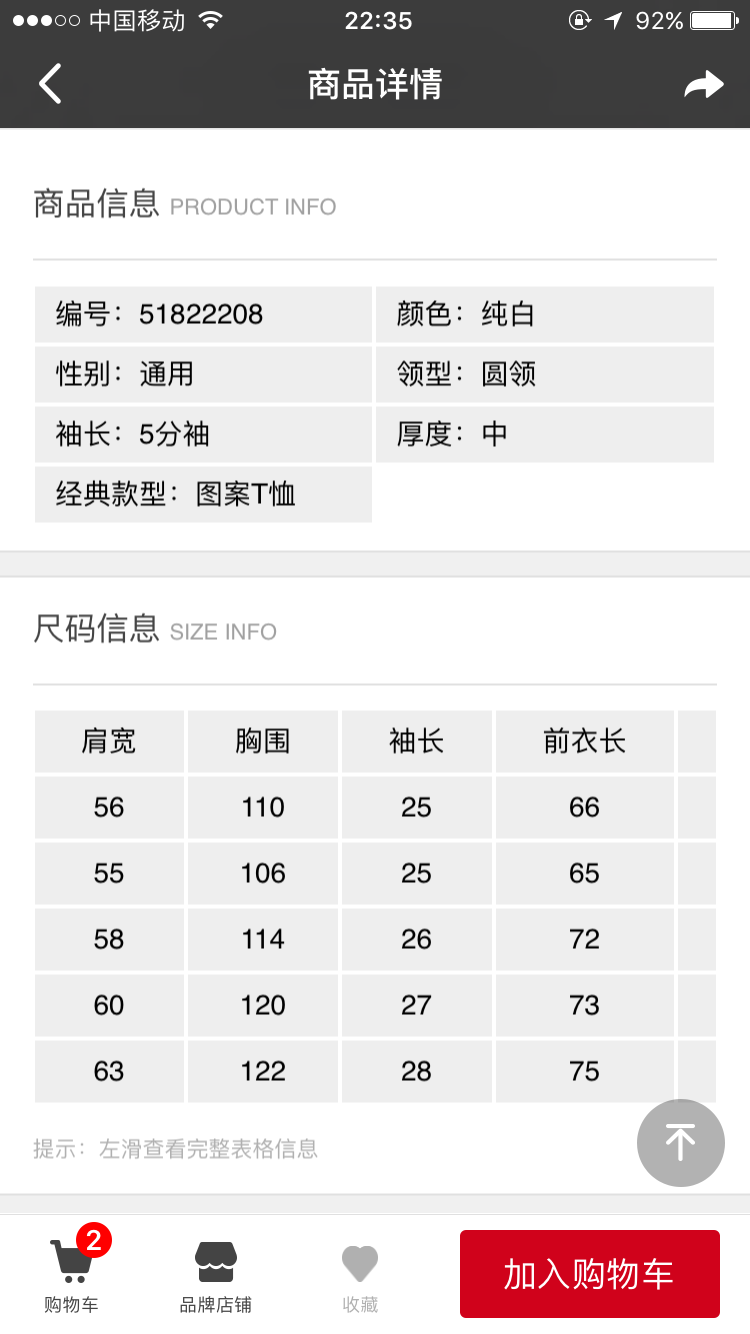 中国移动 22:35 92%
商品详情
商品信息 PRODUCT INFO
编号：51822208 颜色：纯白
性别：通用 领型：圆领
袖长：5分袖 厚度：中
经典款型：图案T恤
尺码信息 SIZE INFO
肩宽 胸围 袖长 前衣长
56 110 25 66
55 106 25 65
58 114 26 72
60 120 27 73
63 122 28 75
提示：左滑查看完整表格信息
2
购物车 品牌店铺 收藏 加入购物车